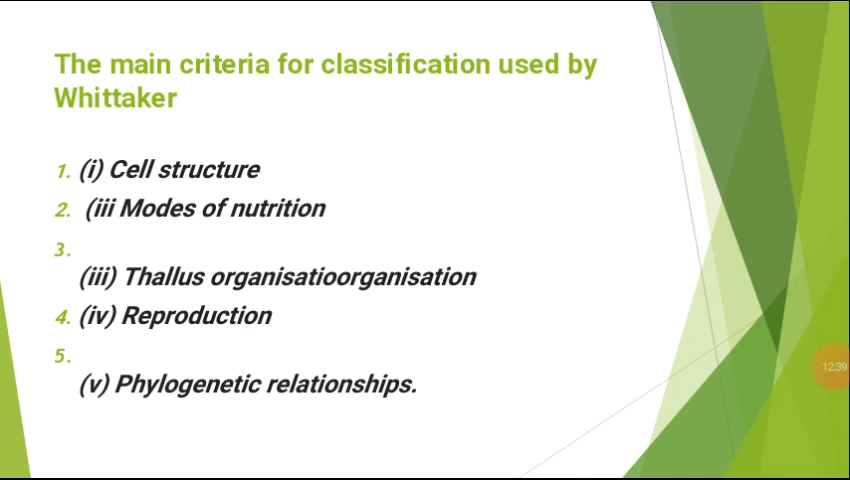 The main criteria for classification used by
Whittaker
1. (i) Cell structure
2. (iii Modes of nutrition
3.
(iii) Thallus organisatioorganisation
4. (iv) Reproduction
5.
(v) Phylogenetic relationships.
12:39